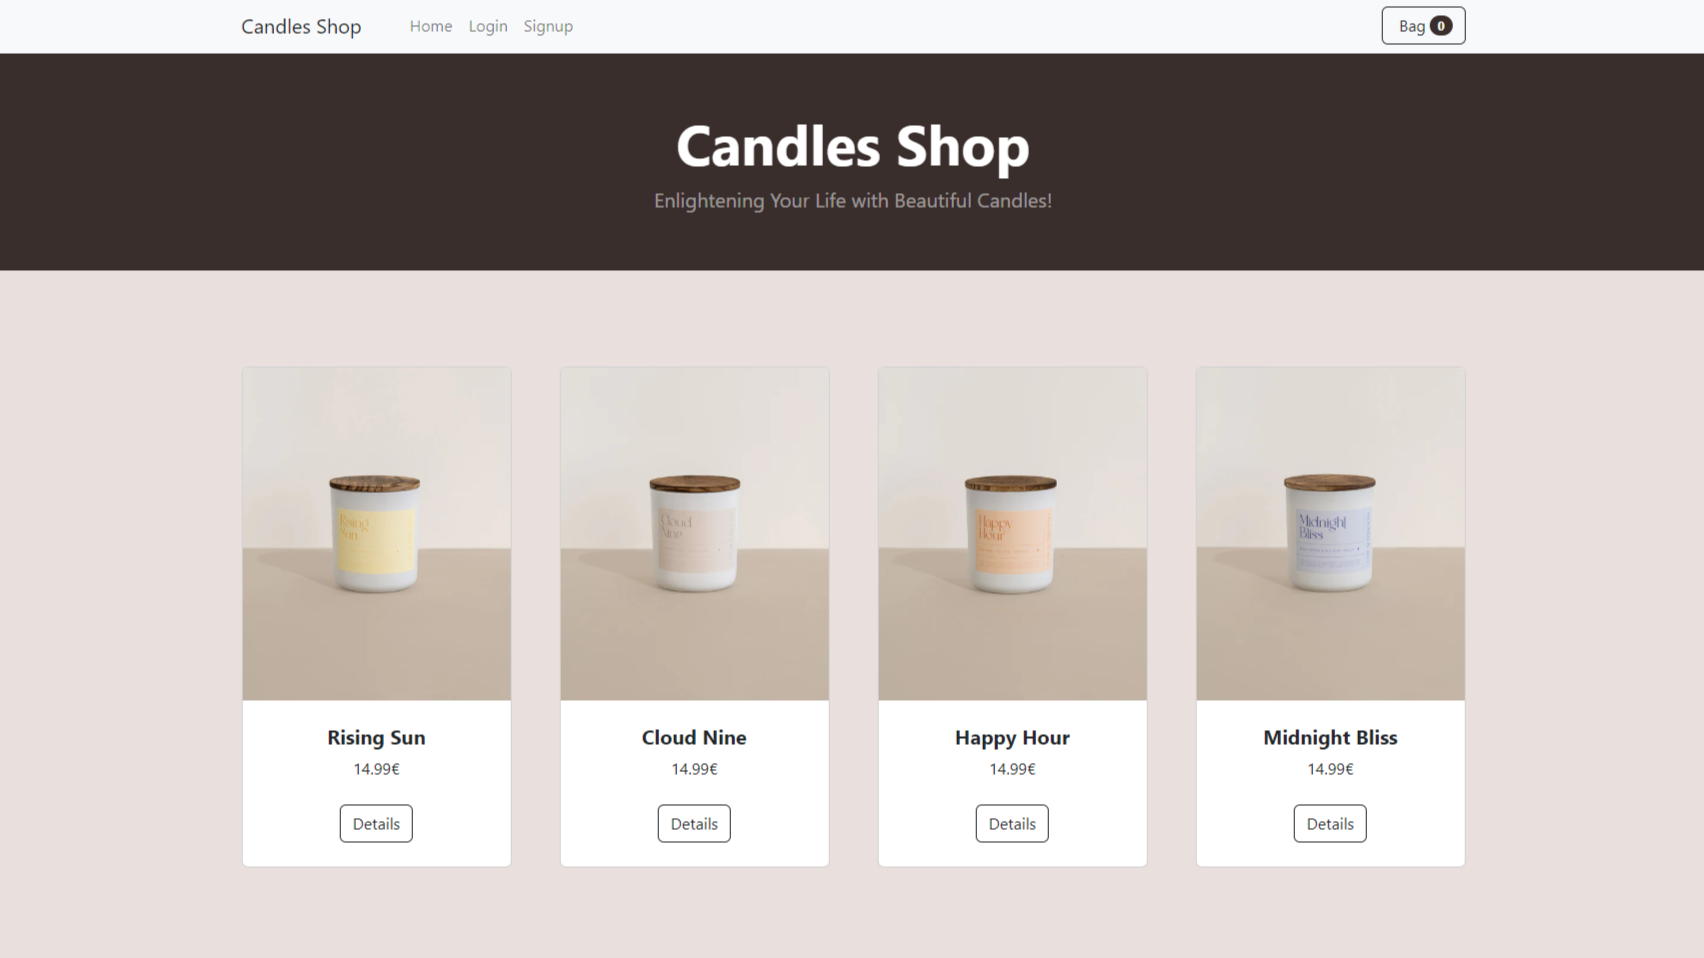 Candles Shop Home Login Signup Bag 0
Candles Shop
Enlightening Your Life with Beautiful Candles!
Rising
Sun
Cloud
Nine
Happy
Hour
Midnight
Bliss
Rising Sun
14.99€
Details
Cloud Nine
14.99€
Details
Happy Hour
14.99€
Details
Midnight Bliss
14.99€
Details